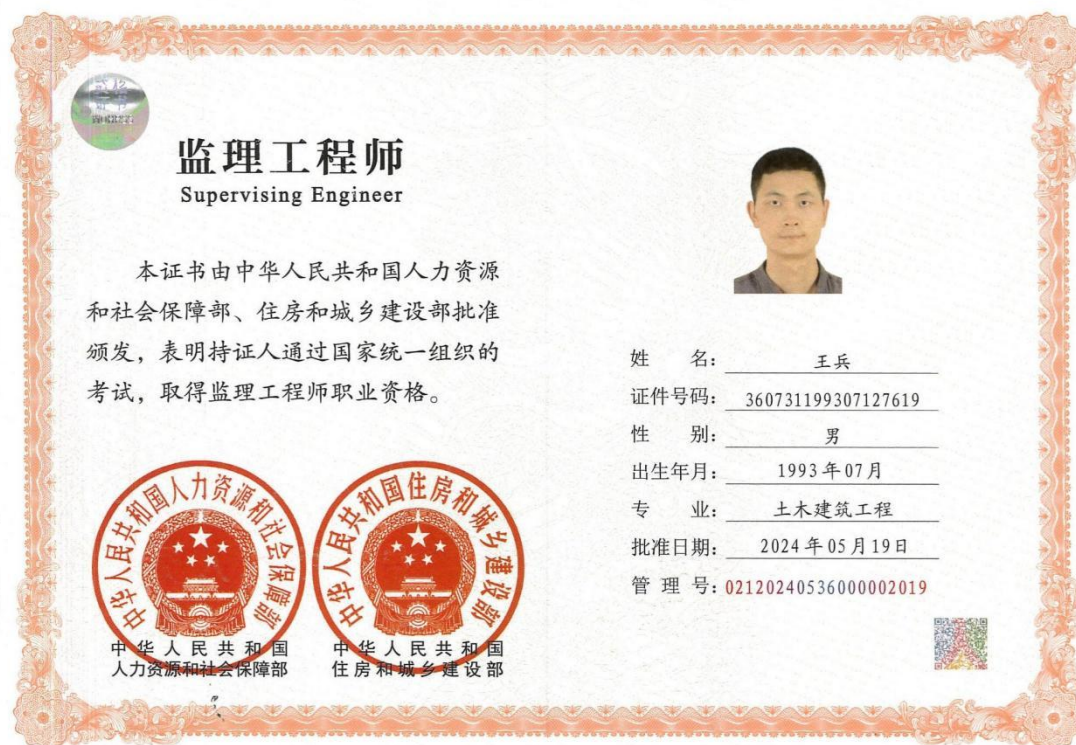 监理工程师
Supervising Engineer
本证书由中华人民共和国人力资源
和社会保障部、住房和城乡建设部批准
颁发，表明持证人通过国家统一组织的
考试，取得监理工程师职业资格。
中华人民共和国人力资源和社会保障部
中华人民共和国
人力资源和社会保障部
中华人民共和国住房和城乡建设部
中华人民共和国
住房和城乡建设部
姓 名： 王兵
证件号码： 360731199307127619
性 别： 男
出生年月： 1993年07月
专 业： 土木建筑工程
批准日期： 2024年05月19日
管 理 号： 02120240536000002019